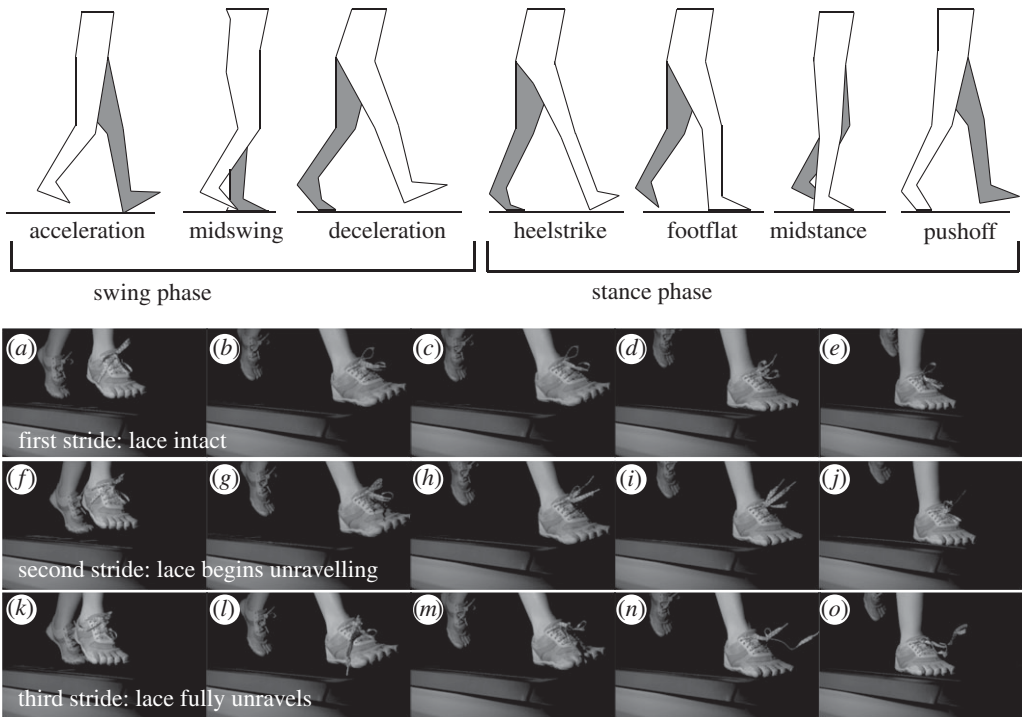 acceleration midswing deceleration heelstrike footflat midstance pushoff
swing phase stance phase
(a) (b) (c) (d) (e)
first stride: lace intact
(f) (g) (h) (i) (j)
second stride: lace begins unravelling
(k) (l) (m) (n) (o)
third stride: lace fully unravels